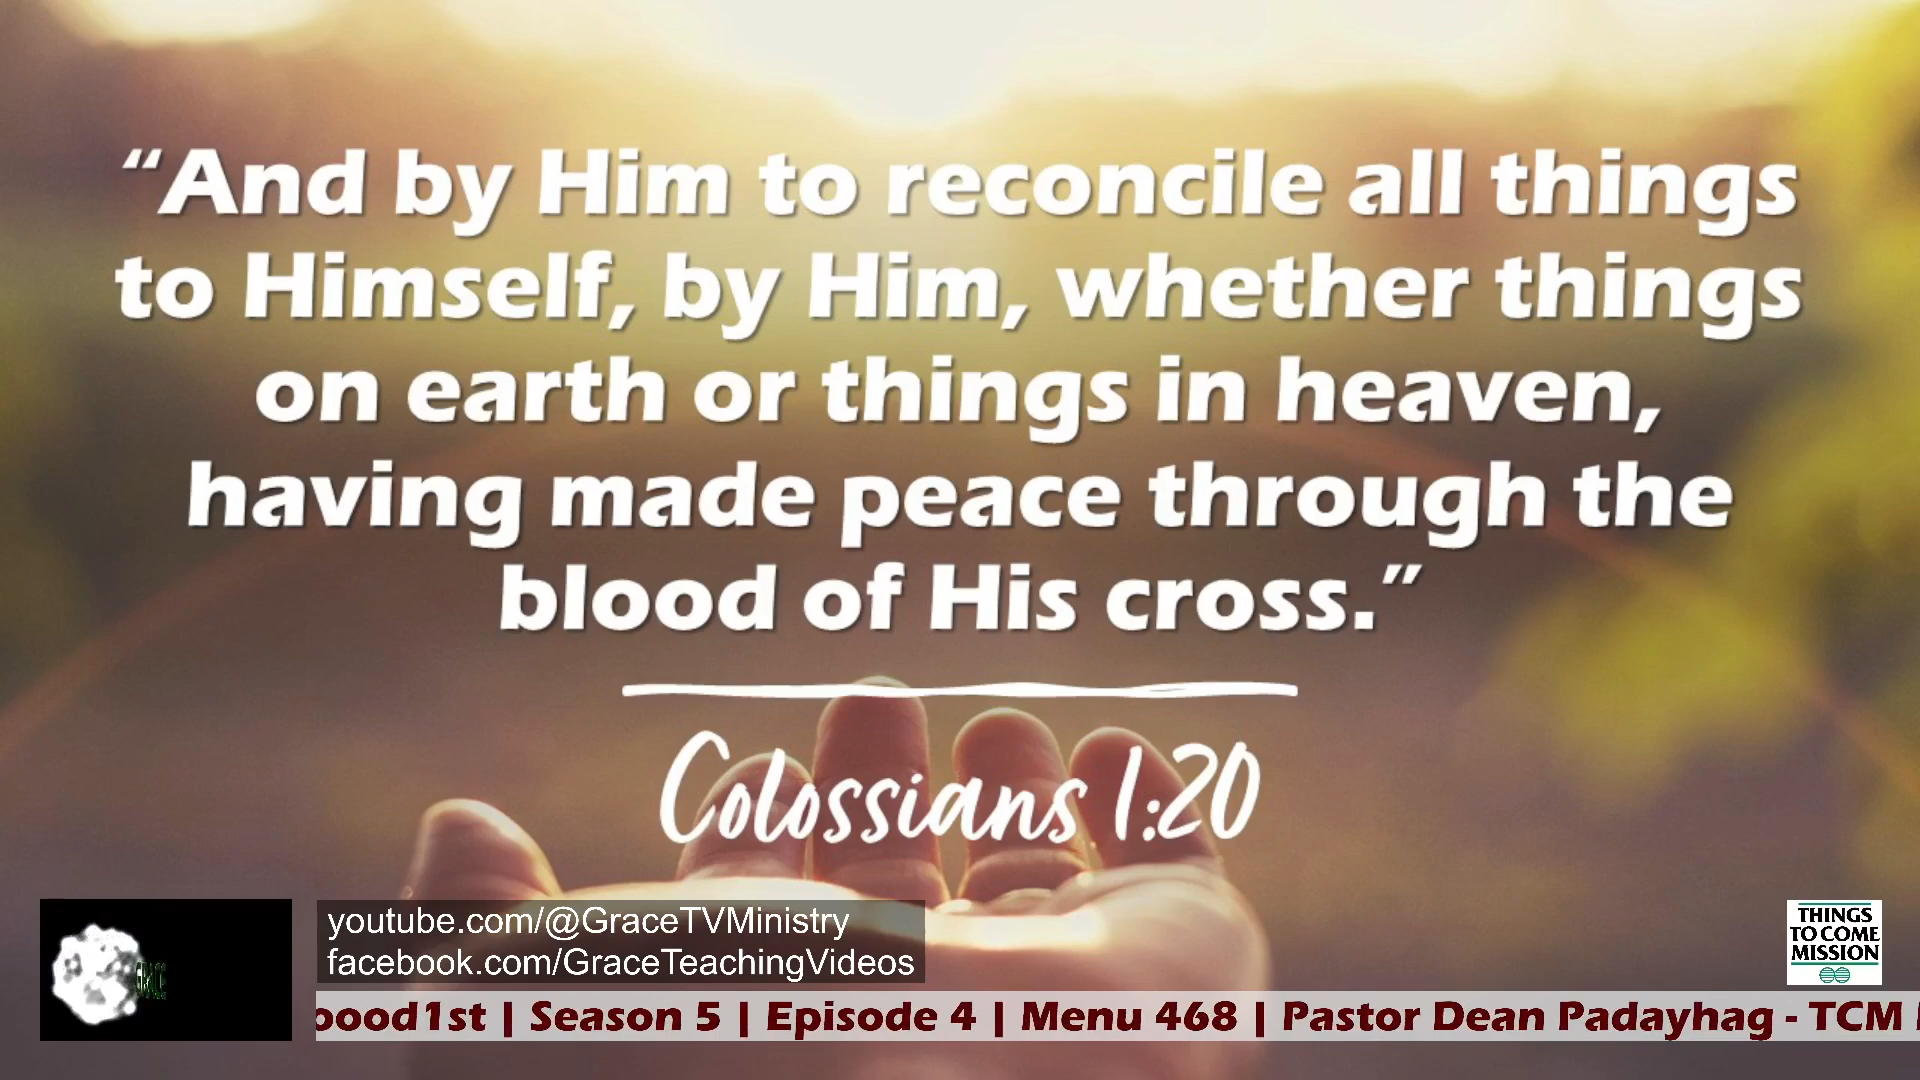 “And by Him to reconcile all things
to Himself, by Him, whether things
on earth or things in heaven,
having made peace through the
blood of His cross.”
Colossians 1:20
youtube.com/@GraceTVMinistry
facebook.com/GraceTeachingVideos
THINGS
TO COME
MISSION
| Season 5 | Episode 4 | Menu 468 | Pastor Dean Padayhag - TCM